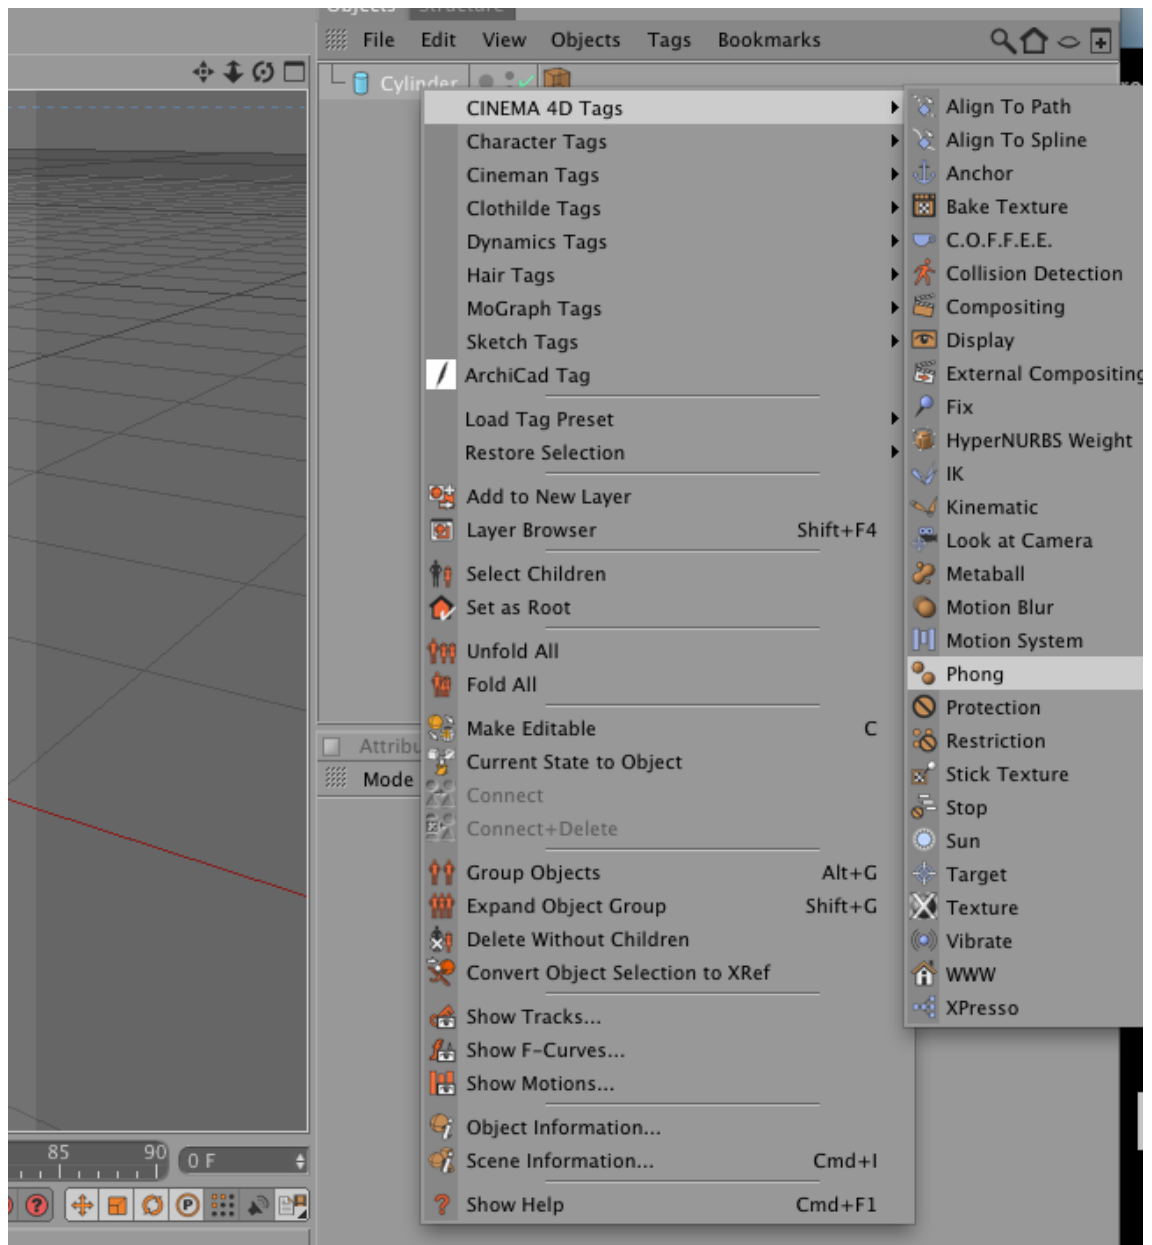 Objects Structure
File Edit View Objects Tags Bookmarks
Cylinder
CINEMA 4D Tags
Character Tags
Cineman Tags
Clothilde Tags
Dynamics Tags
Hair Tags
MoGraph Tags
Sketch Tags
ArchiCad Tag
Load Tag Preset
Restore Selection
Add to New Layer
Layer Browser Shift+F4
Select Children
Set as Root
Unfold All
Fold All
Make Editable C
Current State to Object
Connect
Connect+Delete
Group Objects Alt+G
Expand Object Group Shift+G
Delete Without Children
Convert Object Selection to XRef
Show Tracks...
Show F-Curves...
Show Motions...
Object Information...
Scene Information... Cmd+I
Show Help Cmd+F1
Align To Path
Align To Spline
Anchor
Bake Texture
C.O.F.F.E.E.
Collision Detection
Compositing
Display
External Compositing
Fix
HyperNURBS Weight
IK
Kinematic
Look at Camera
Metaball
Motion Blur
Motion System
Phong
Protection
Restriction
Stick Texture
Stop
Sun
Target
Texture
Vibrate
WWW
XPresso
Attribu
Mode
85 90 0 F